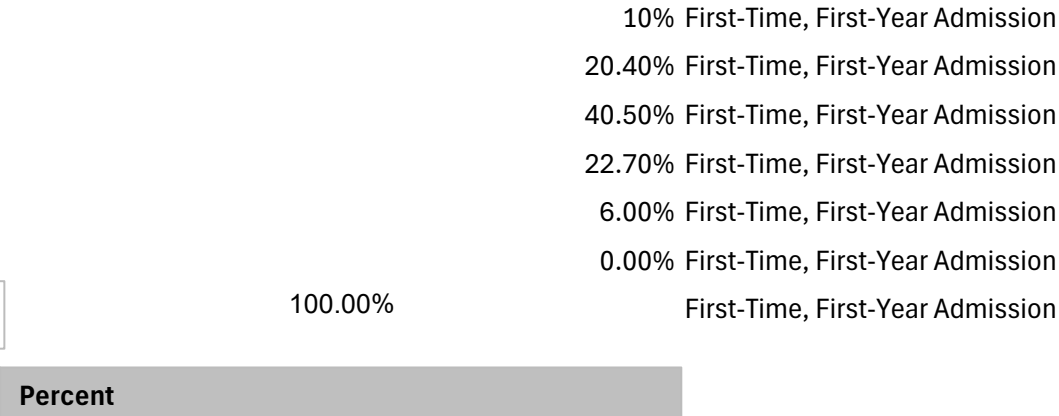 10% First-Time, First-Year Admission
20.40% First-Time, First-Year Admission
40.50% First-Time, First-Year Admission
22.70% First-Time, First-Year Admission
6.00% First-Time, First-Year Admission
0.00% First-Time, First-Year Admission
100.00% First-Time, First-Year Admission
Percent